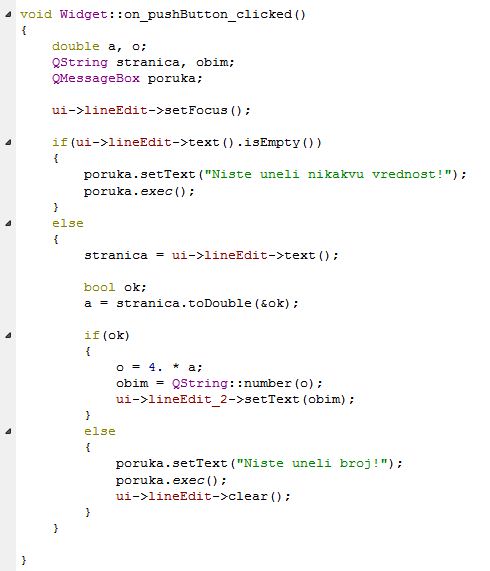 void Widget::on_pushButton_clicked()
{
    double a, o;
    QString stranica, obim;
    QMessageBox poruka;

    ui->lineEdit->setFocus();

    if(ui->lineEdit->text().isEmpty())
    {
        poruka.setText("Niste uneli nikakvu vrednost!");
        poruka.exec();
    }
    else
    {
        stranica = ui->lineEdit->text();

        bool ok;
        a = stranica.toDouble(&ok);

        if(ok)
        {
            o = 4. * a;
            obim = QString::number(o);
            ui->lineEdit_2->setText(obim);
        }
        else
        {
            poruka.setText("Niste uneli broj!");
            poruka.exec();
            ui->lineEdit->clear();
        }
    }

}